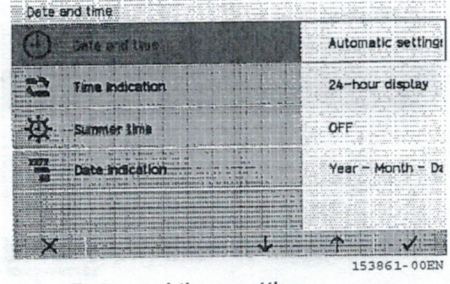 Date and time
Date and time Automatic settings
Time indication 24-hour display
Summer time OFF
Date indication Year - Month - Da
153861-00EN